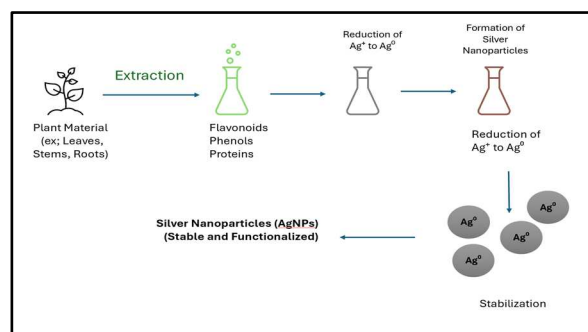 Extraction
Plant Material
(ex; Leaves,
Stems, Roots)
Flavonoids
Phenols
Proteins
Reduction of
Ag⁺ to Ag⁰
Formation of
Silver
Nanoparticles
Reduction of
Ag⁺ to Ag⁰
Ag⁰
Ag⁰
Ag⁰
Ag⁰
Stabilization
Silver Nanoparticles (AgNPs)
(Stable and Functionalized)